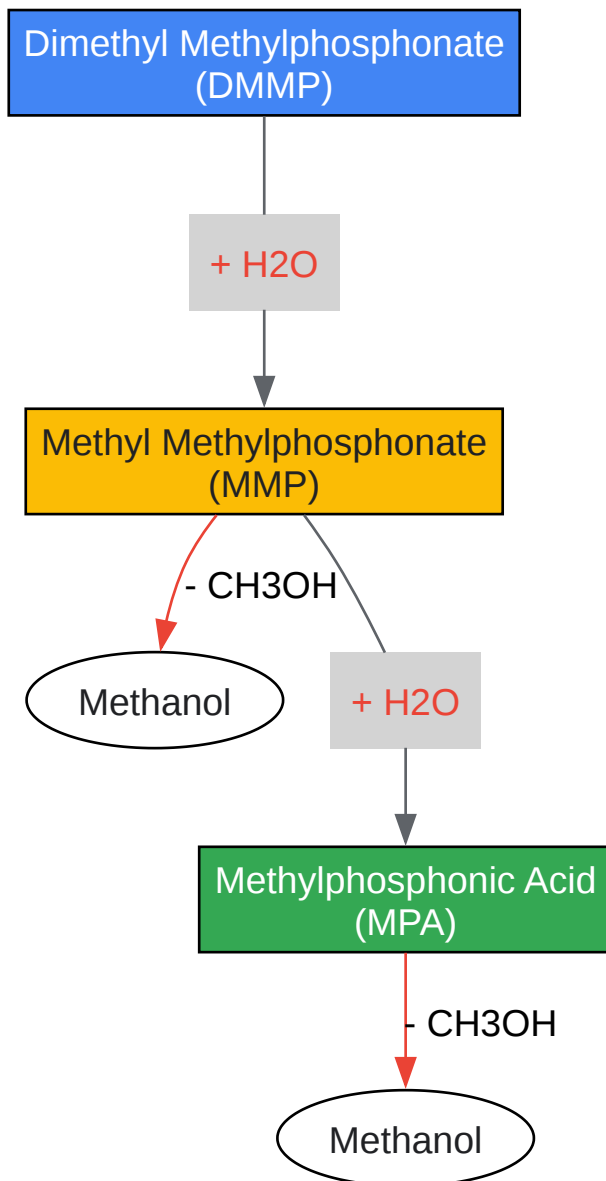 Dimethyl Methylphosphonate
(DMMP)
+ H2O
Methyl Methylphosphonate
(MMP)
- CH3OH
Methanol
+ H2O
Methylphosphonic Acid
(MPA)
- CH3OH
Methanol